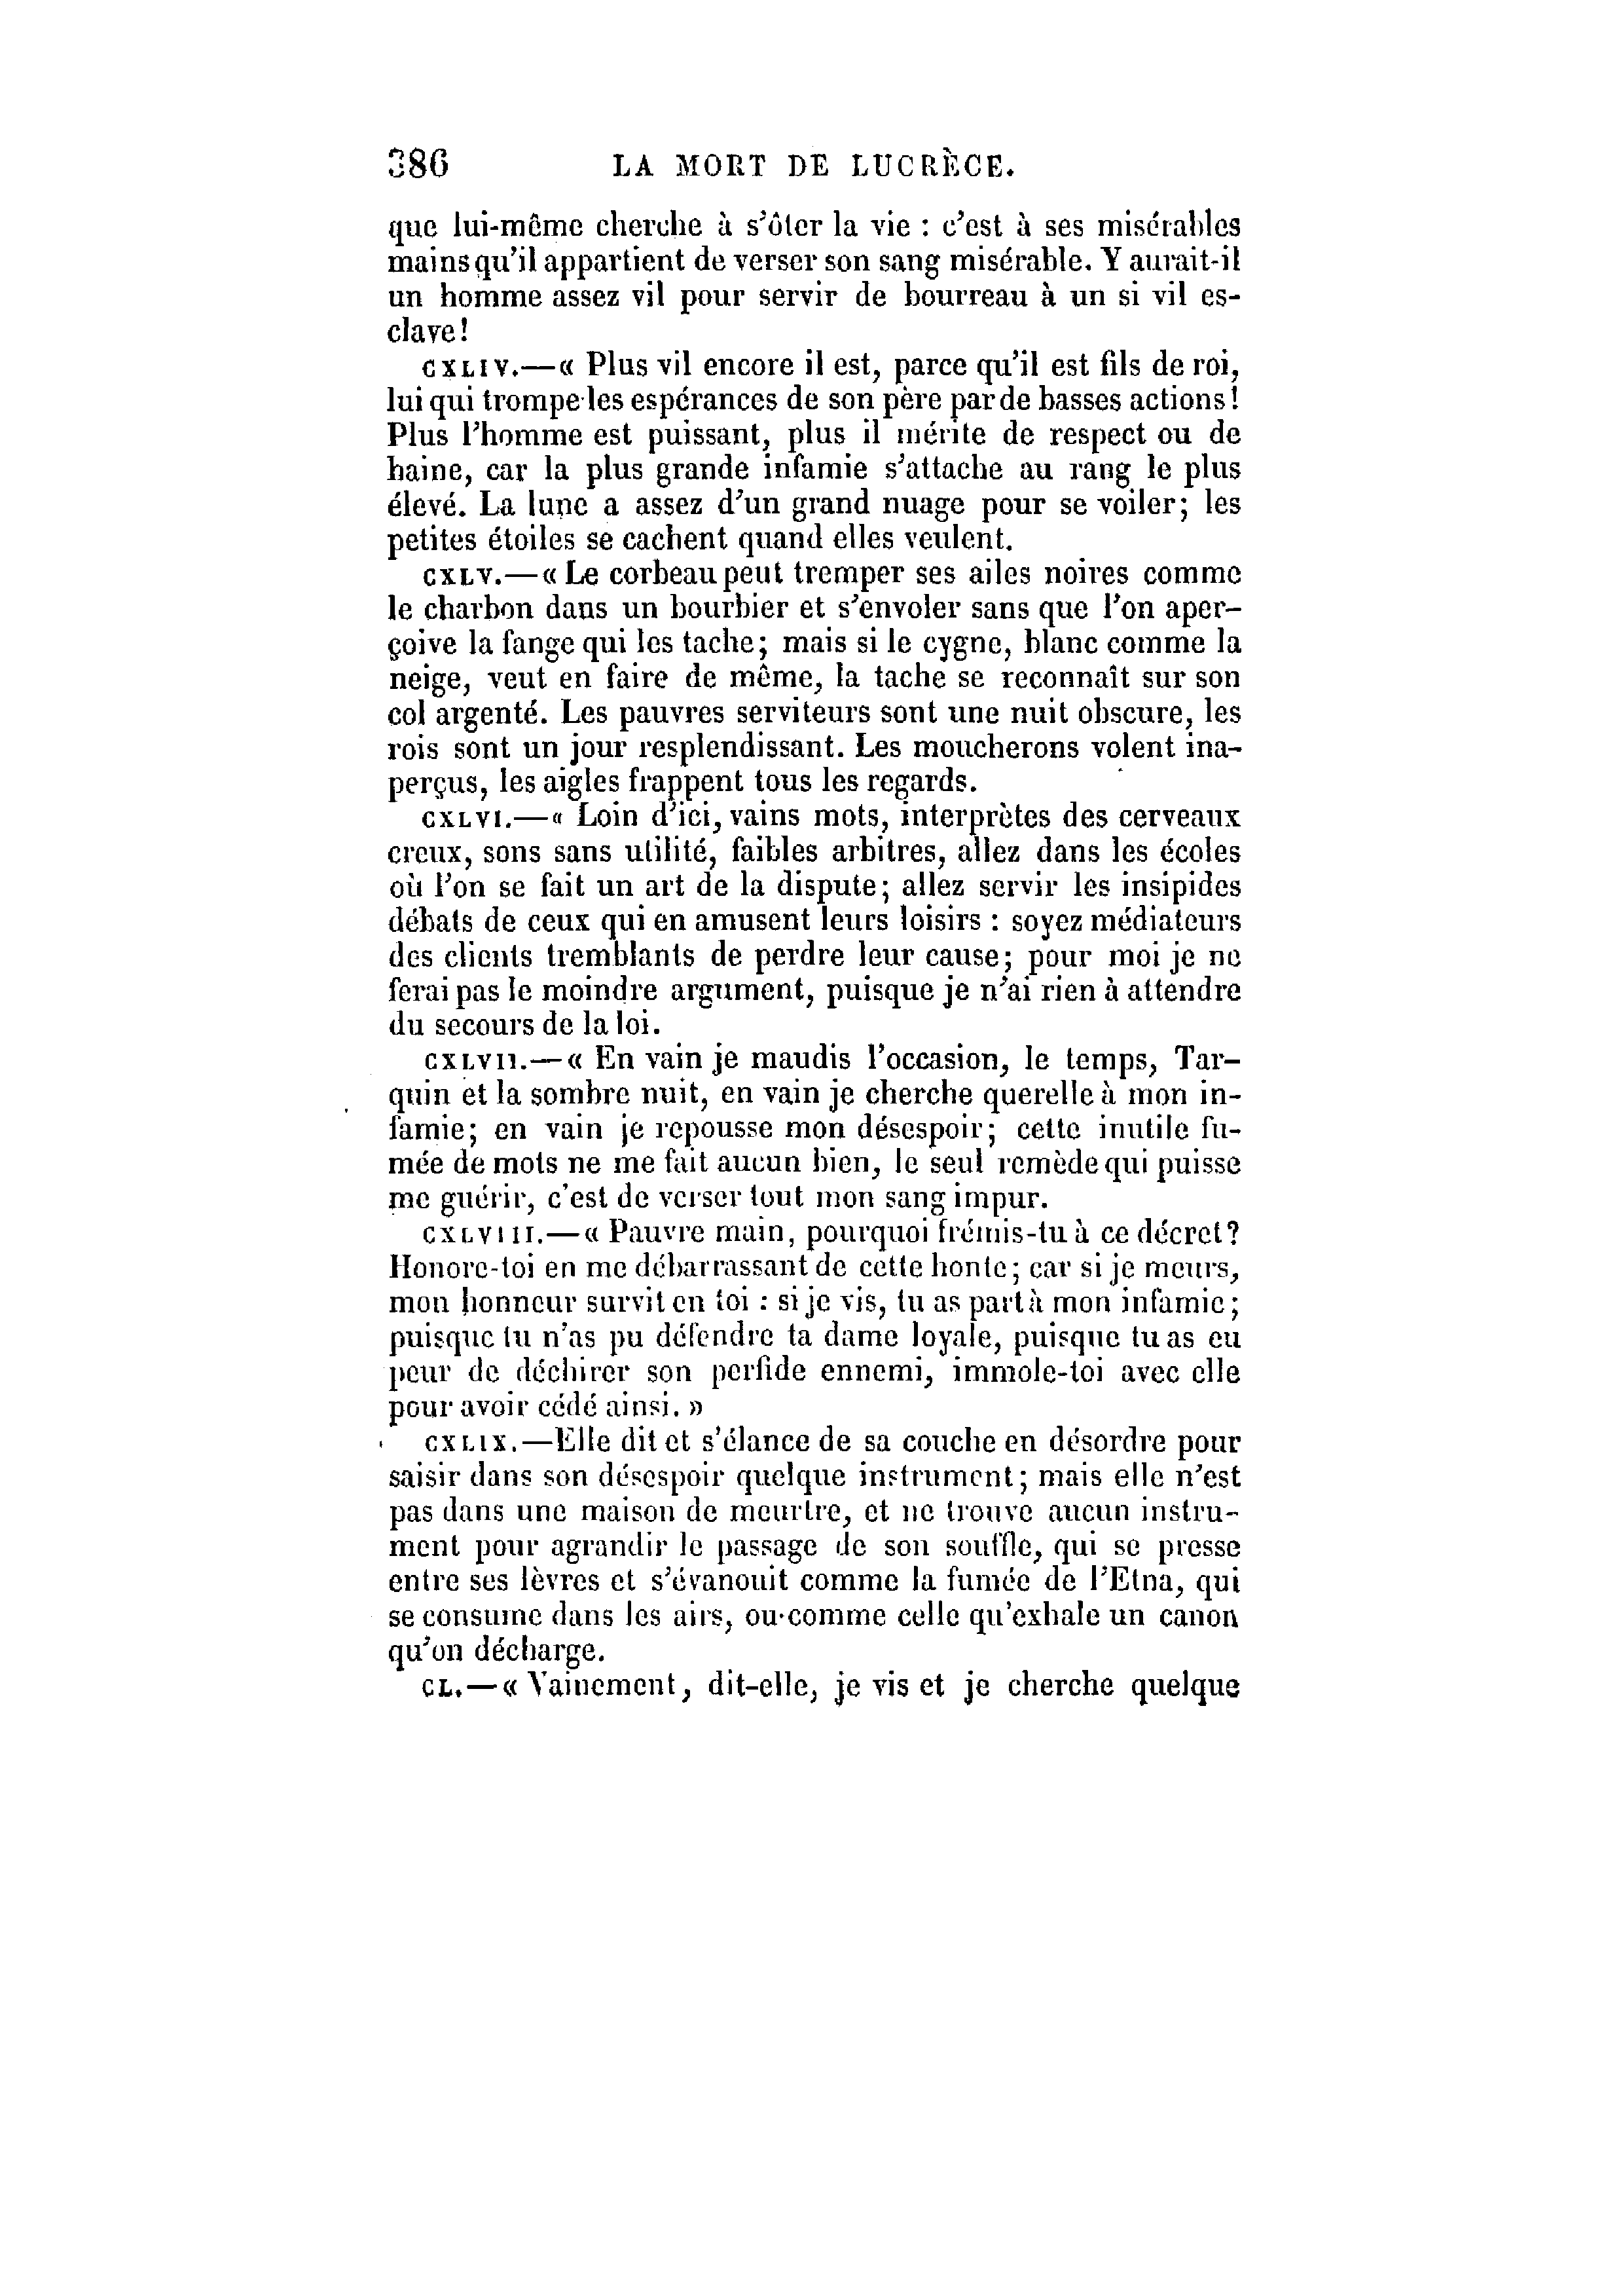 386 LA MORT DE LUCRÈCE.
que lui-même cherche à s'ôter la vie : c'est à ses misérables
mains qu'il appartient de verser son sang misérable. Y aurait-il
un homme assez vil pour servir de bourreau à un si vil es-
clave!
CXLIV.—« Plus vil encore il est, parce qu'il est fils de roi,
lui qui trompe les espérances de son père par de basses actions!
Plus l'homme est puissant, plus il mérite de respect ou de
haine, car la plus grande infamie s'attache au rang le plus
élevé. La lune a assez d'un grand nuage pour se voiler; les
petites étoiles se cachent quand elles veulent.
CXLV.—« Le corbeau peut tremper ses ailes noires comme
le charbon dans un bourbier et s'envoler sans que l'on aper-
çoive la fange qui les tache; mais si le cygne, blanc comme la
neige, veut en faire de même, la tache se reconnaît sur son
col argenté. Les pauvres serviteurs sont une nuit obscure, les
rois sont un jour resplendissant. Les moucherons volent ina-
perçus, les aigles frappent tous les regards.
CXLVI.—« Loin d'ici, vains mots, interprètes des cerveaux
creux, sons sans utilité, faibles arbitres, allez dans les écoles
où l'on se fait un art de la dispute; allez servir les insipides
débats de ceux qui en amusent leurs loisirs : soyez médiateurs
des clients tremblants de perdre leur cause; pour moi je ne
ferai pas le moindre argument, puisque je n'ai rien à attendre
du secours de la loi.
CXLVII.—« En vain je maudis l'occasion, le temps, Tar-
quin et la sombre nuit, en vain je cherche querelle à mon in-
famie; en vain je repousse mon désespoir; cette inutile fu-
mée de mots ne me fait aucun bien, le seul remède qui puisse
me guérir, c'est de verser tout mon sang impur.
CXLVIII.—« Pauvre main, pourquoi frémis-tu à ce décret?
Honore-toi en me débarrassant de cette honte; car si je meurs,
mon honneur survit en toi : si je vis, tu as part à mon infamie;
puisque tu n'as pu défendre ta dame loyale, puisque tu as eu
peur de déchirer son perfide ennemi, immole-toi avec elle
pour avoir cédé ainsi. »
CXLIX.—Elle dit et s'élance de sa couche en désordre pour
saisir dans son désespoir quelque instrument; mais elle n'est
pas dans une maison de meurtre, et ne trouve aucun instru-
ment pour agrandir le passage de son souffle, qui se presse
entre ses lèvres et s'évanouit comme la fumée de l'Etna, qui
se consume dans les airs, ou comme celle qu'exhale un canon
qu'on décharge.
CL.—« Vainement, dit-elle, je vis et je cherche quelque